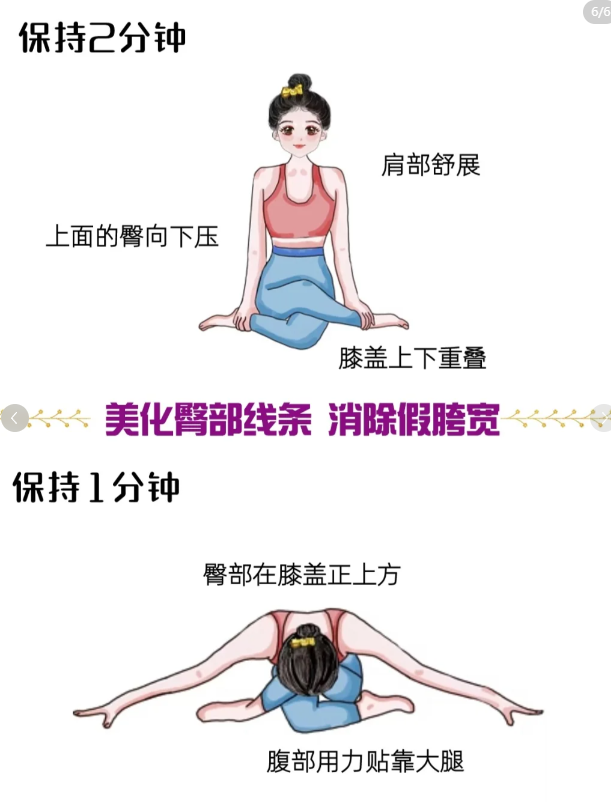 6/6
保持2分钟
肩部舒展
上面的臀向下压
膝盖上下重叠
美化臀部线条 消除假胯宽
保持1分钟
臀部在膝盖正上方
腹部用力贴靠大腿